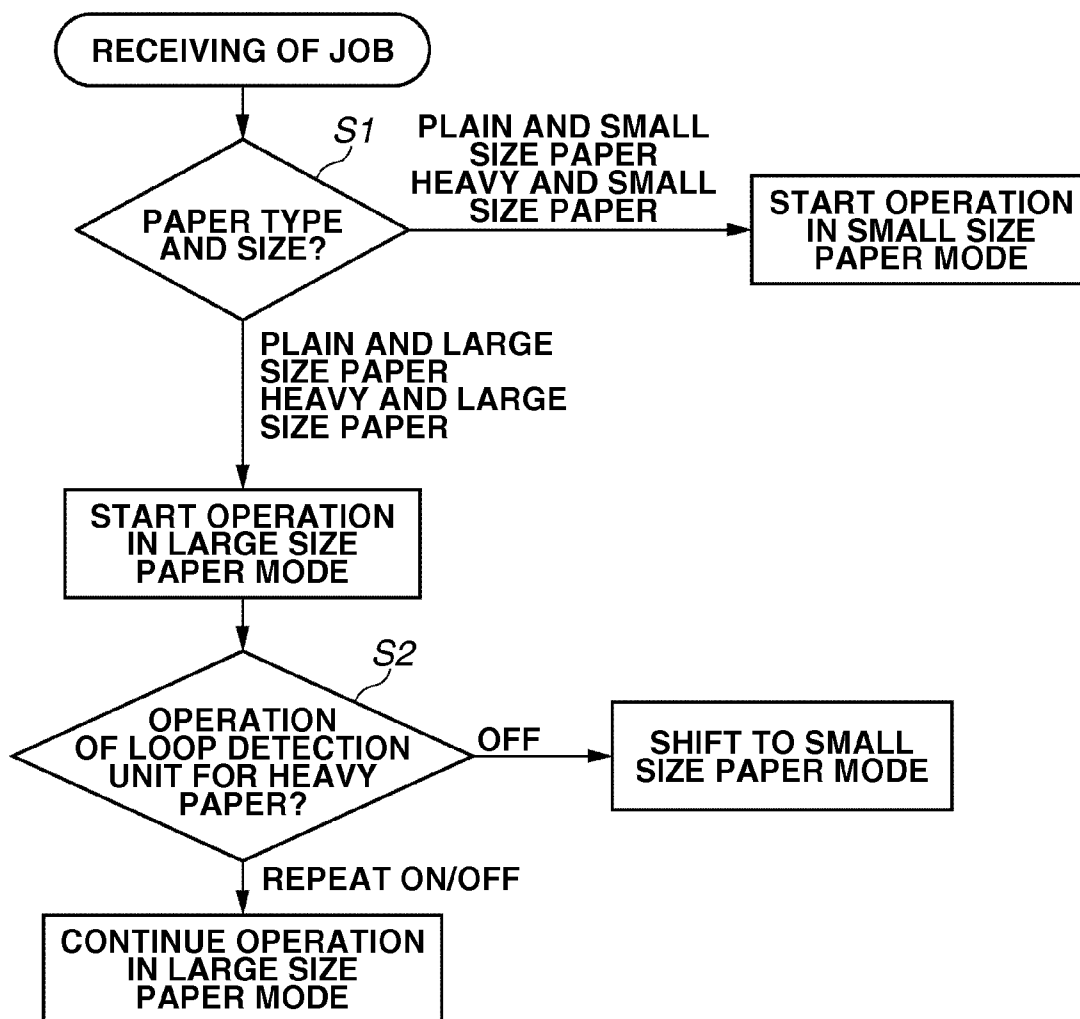 RECEIVING OF JOB
S1
PAPER TYPE
AND SIZE?
PLAIN AND SMALL
SIZE PAPER
HEAVY AND SMALL
SIZE PAPER
START OPERATION
IN SMALL SIZE
PAPER MODE
PLAIN AND LARGE
SIZE PAPER
HEAVY AND LARGE
SIZE PAPER
START OPERATION
IN LARGE SIZE
PAPER MODE
S2
OPERATION
OF LOOP DETECTION
UNIT FOR HEAVY
PAPER?
OFF
SHIFT TO SMALL
SIZE PAPER MODE
REPEAT ON/OFF
CONTINUE OPERATION
IN LARGE SIZE
PAPER MODE